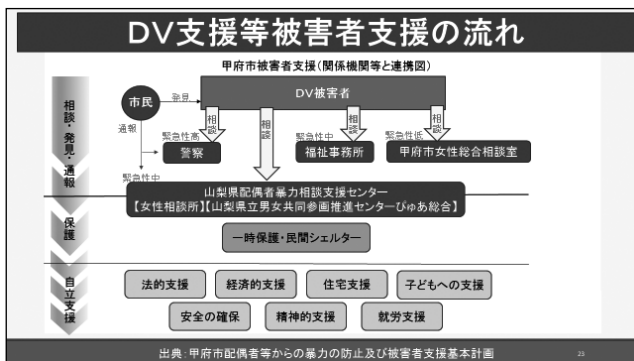 DV支援等被害者支援の流れ
甲府市被害者支援(関係機関等と連携図)
相談・発見・通報
保護
自立支援
市民
発見
DV被害者
通報
相談
相談
相談
相談
緊急性高
緊急性中
緊急性低
警察
福祉事務所
甲府市女性総合相談室
緊急性中
山梨県配偶者暴力相談支援センター
【女性相談所】【山梨県立男女共同参画推進センターぴゅあ総合】
一時保護・民間シェルター
法的支援
経済的支援
住宅支援
子どもへの支援
安全の確保
精神的支援
就労支援
出典:甲府市配偶者等からの暴力の防止及び被害者支援基本計画
23